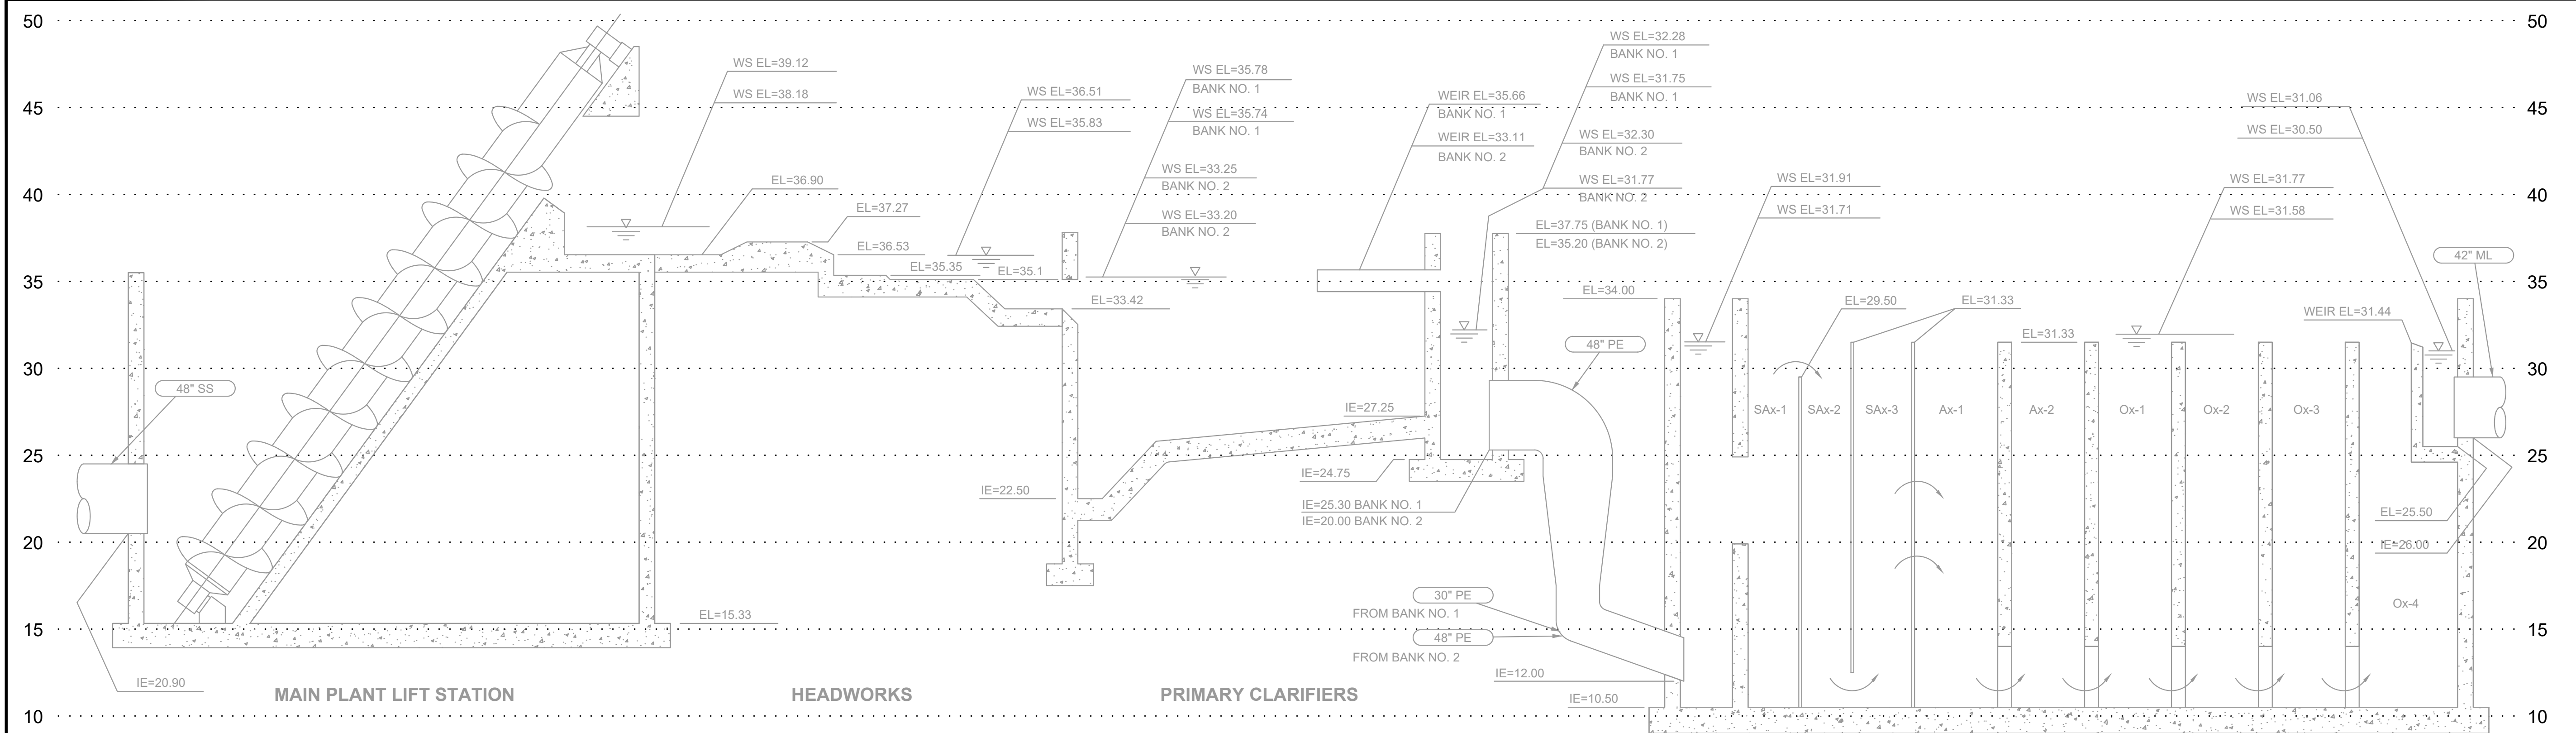 50
45
40
35
30
25
20
15
10
48" SS
IE=20.90
MAIN PLANT LIFT STATION
WS EL=39.12
WS EL=38.18
EL=36.90
EL=37.27
EL=36.53
EL=35.35
EL=35.1
EL=33.42
EL=15.33
HEADWORKS
WS EL=36.51
WS EL=35.83
WS EL=35.78
BANK NO. 1
WS EL=35.74
BANK NO. 1
WS EL=33.25
BANK NO. 2
WS EL=33.20
BANK NO. 2
IE=22.50
PRIMARY CLARIFIERS
WEIR EL=35.66
BANK NO. 1
WEIR EL=33.11
BANK NO. 2
IE=27.25
IE=24.75
IE=25.30 BANK NO. 1
IE=20.00 BANK NO. 2
WS EL=32.28
BANK NO. 1
WS EL=31.75
BANK NO. 1
WS EL=32.30
BANK NO. 2
WS EL=31.77
BANK NO. 2
EL=37.75 (BANK NO. 1)
EL=35.20 (BANK NO. 2)
EL=34.00
48" PE
30" PE
FROM BANK NO. 1
48" PE
FROM BANK NO. 2
IE=12.00
IE=10.50
WS EL=31.91
WS EL=31.71
EL=29.50
EL=31.33
EL=31.33
SAx-1
SAx-2
SAx-3
Ax-1
Ax-2
Ox-1
Ox-2
Ox-3
Ox-4
WS EL=31.06
WS EL=30.50
WS EL=31.77
WS EL=31.58
WEIR EL=31.44
42" ML
EL=25.50
IE=26.00
50
45
40
35
30
25
20
15
10